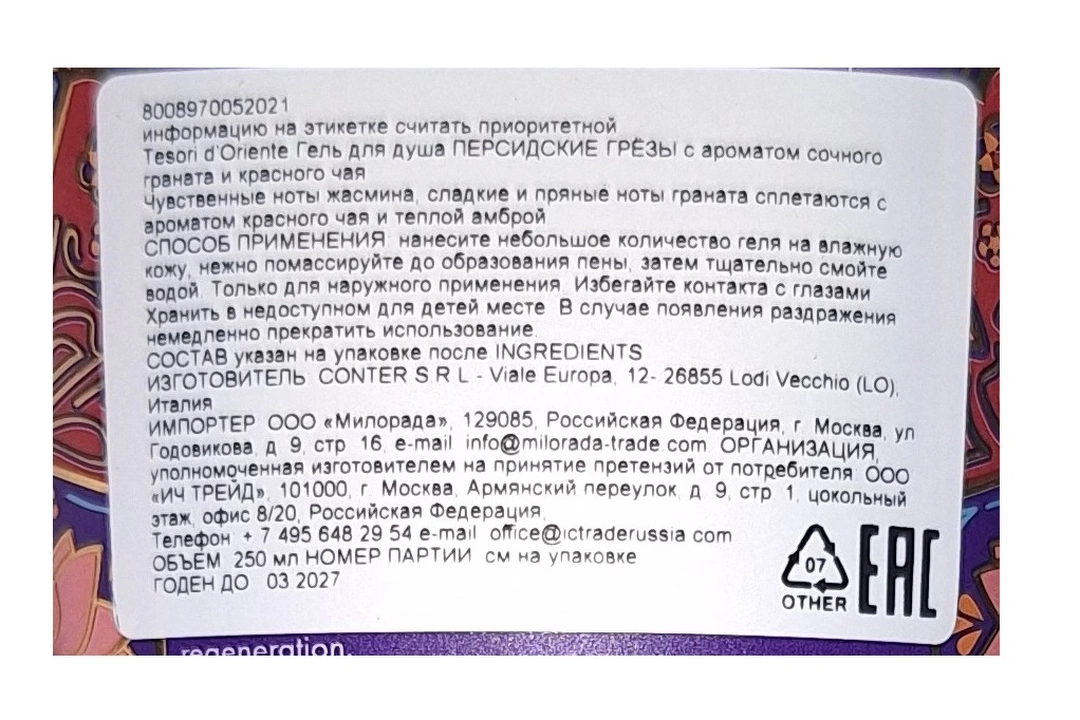 8008970052021
информацию на этикетке считать приоритетной
Tesori d'Oriente Гель для душа ПЕРСИДСКИЕ ГРЁЗЫ с ароматом сочного
граната и красного чая
Чувственные ноты жасмина, сладкие и пряные ноты граната сплетаются с
ароматом красного чая и теплой амброй
СПОСОБ ПРИМЕНЕНИЯ: нанесите небольшое количество геля на влажную
кожу, нежно помассируйте до образования пены, затем тщательно смойте
водой. Только для наружного применения. Избегайте контакта с глазами
Хранить в недоступном для детей месте. В случае появления раздражения
немедленно прекратить использование.
СОСТАВ указан на упаковке после INGREDIENTS
ИЗГОТОВИТЕЛЬ: CONTER S.R.L - Viale Europa, 12- 26855 Lodi Vecchio (LO),
Италия
ИМПОРТЕР: ООО «Милорада», 129085, Российская Федерация, г. Москва, ул
Годовикова, д. 9, стр. 16, e-mail: info@milorada-trade.com. ОРГАНИЗАЦИЯ,
уполномоченная изготовителем на принятие претензий от потребителя: ООО
«ИЧ ТРЕЙД», 101000, г. Москва, Армянский переулок, д. 9, стр. 1, цокольный
этаж, офис 8/20, Российская Федерация,
Телефон: + 7 495 648 29 54 e-mail: office@ictraderussia.com
ОБЪЕМ: 250 мл НОМЕР ПАРТИИ: см на упаковке
ГОДЕН ДО: 03.2027
07
OTHER
EAC
regeneration.